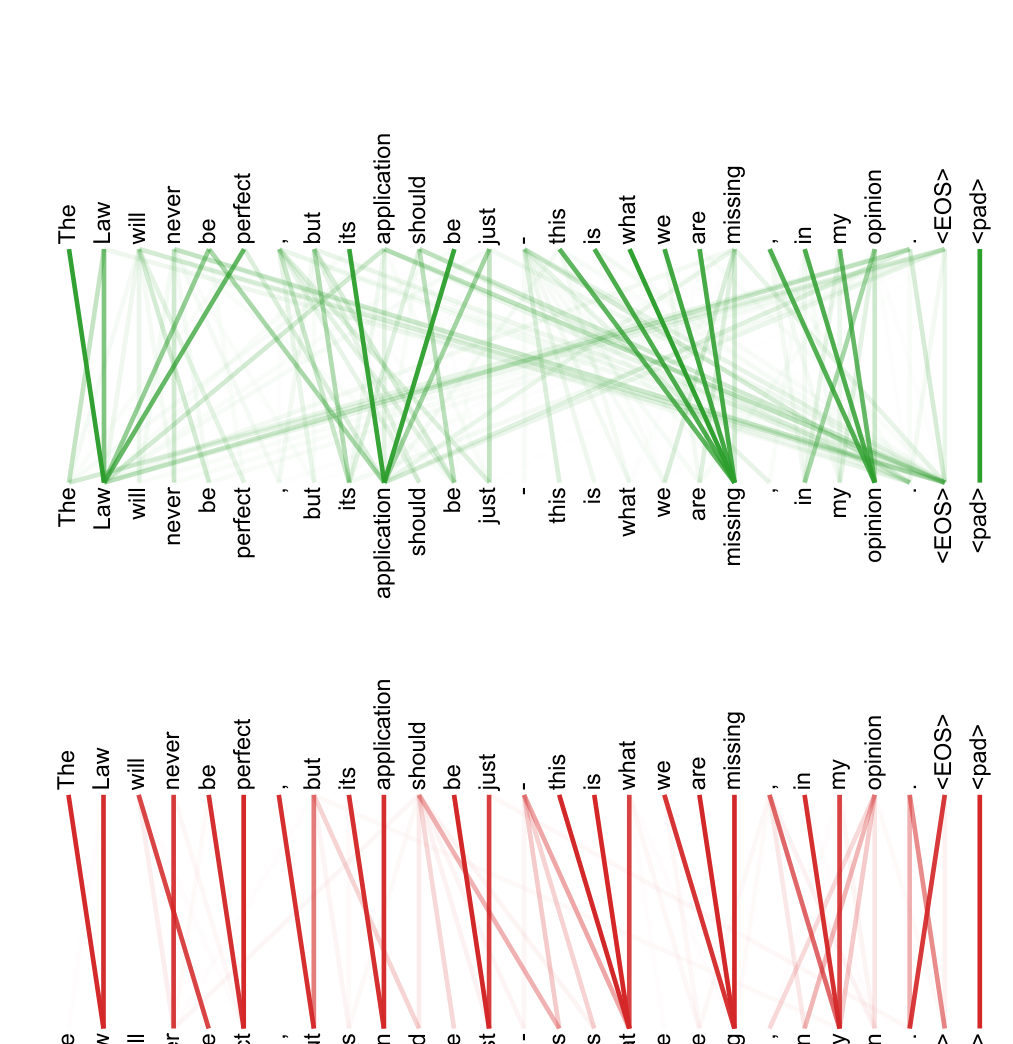 The Law will never be perfect , but its application should be just - this is what we are missing , in my opinion . <EOS> <pad>
The Law will never be perfect , but its application should be just - this is what we are missing , in my opinion . <EOS> <pad>
The Law will never be perfect , but its application should be just - this is what we are missing , in my opinion . <EOS> <pad>